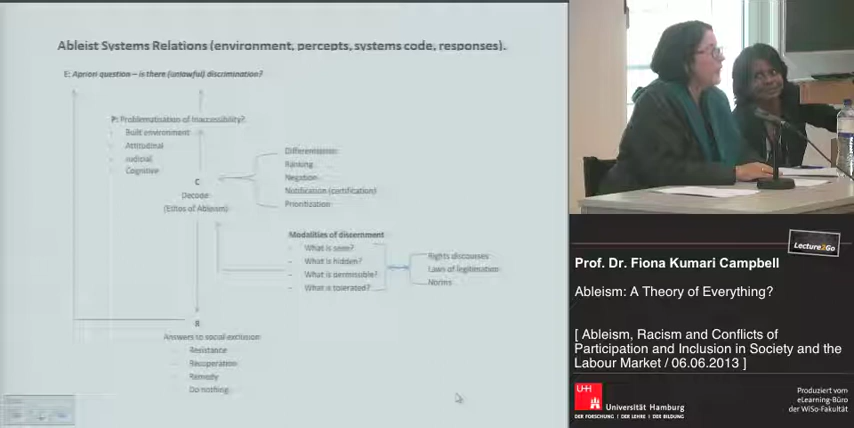 Ableist Systems Relations (environment, percepts, systems code, responses).
E: Apriori question – is there (unlawful) discrimination?
P: Problematisation of Inaccessibility?
- Built environment
- Attitudinal
- Judicial
- Cognitive
C
Decode
(Ethos of Ableism)
Differentiation
Ranking
Negation
Notification (certification)
Prioritization
Modalities of discernment
- What is seen?
- What is hidden?
- What is permissible?
- What is tolerated?
Rights discourses
Laws of legitimation
Norms
R
Answers to social exclusion
- Resistance
- Recuperation
- Remedy
- Do nothing
Lecture2Go
Prof. Dr. Fiona Kumari Campbell
Ableism: A Theory of Everything?
[ Ableism, Racism and Conflicts of
Participation and Inclusion in Society and the
Labour Market / 06.06.2013 ]
UH
Universität Hamburg
DER FORSCHUNG | DER LEHRE | DER BILDUNG
Produziert vom
eLearning-Büro
der WiSo-Fakultät